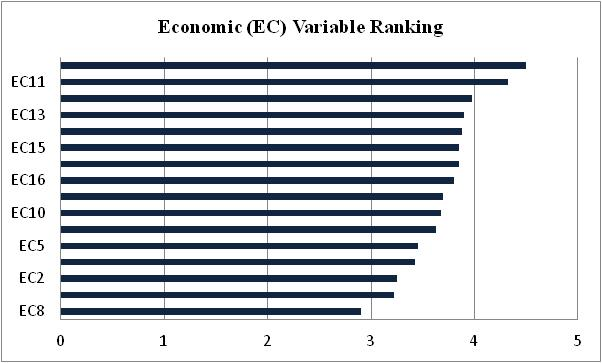 Economic (EC) Variable Ranking
EC11
EC13
EC15
EC16
EC10
EC5
EC2
EC8
0 1 2 3 4 5